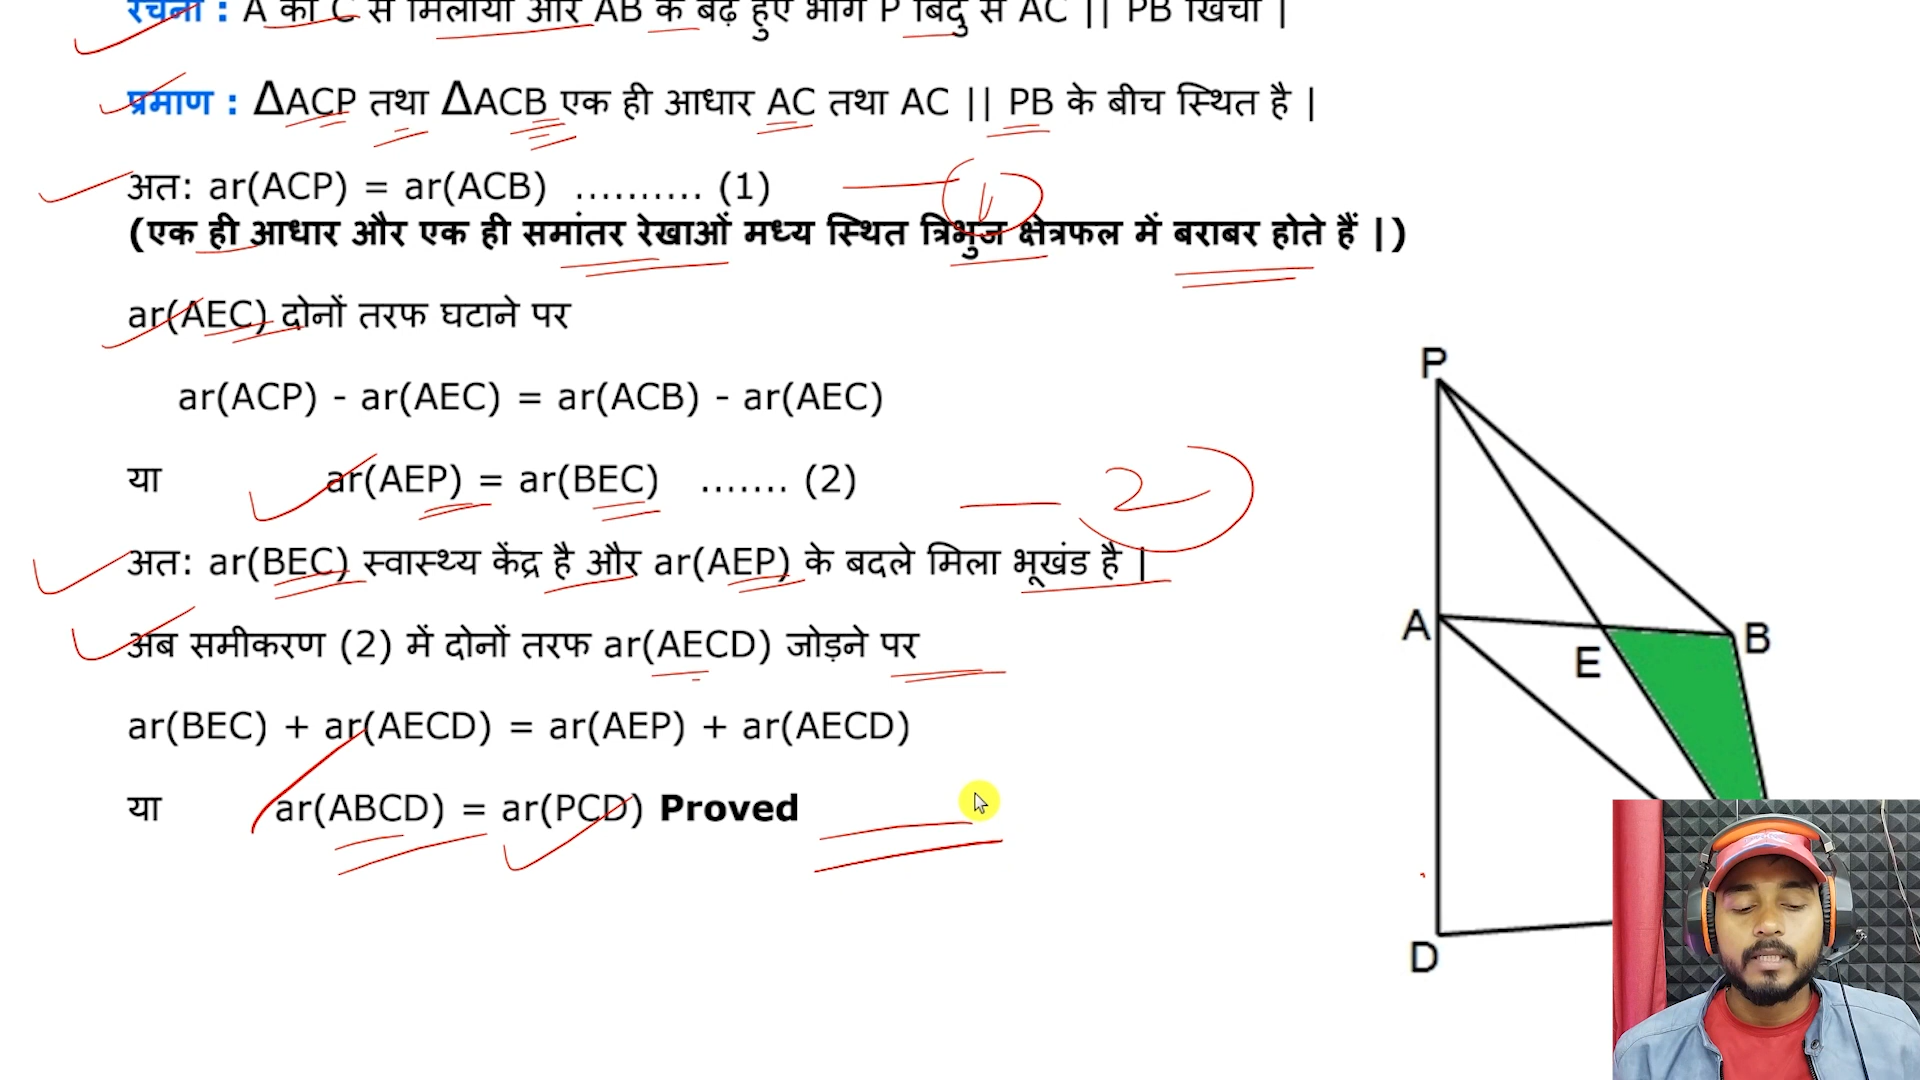 रचना : A को C से मिलाया और AB के बढ़े हुए भाग P बिंदु से AC || PB खिंचा |
प्रमाण : ΔACP तथा ΔACB एक ही आधार AC तथा AC || PB के बीच स्थित है |
अत: ar(ACP) = ar(ACB) .......... (1)
1
(एक ही आधार और एक ही समांतर रेखाओं मध्य स्थित त्रिभुज क्षेत्रफल में बराबर होते हैं |)
ar(AEC) दोनों तरफ घटाने पर
ar(ACP) - ar(AEC) = ar(ACB) - ar(AEC)
या ar(AEP) = ar(BEC) ....... (2)
2
अत: ar(BEC) स्वास्थ्य केंद्र है और ar(AEP) के बदले मिला भूखंड है |
अब समीकरण (2) में दोनों तरफ ar(AECD) जोड़ने पर
ar(BEC) + ar(AECD) = ar(AEP) + ar(AECD)
या ar(ABCD) = ar(PCD) Proved
P
A
B
E
D